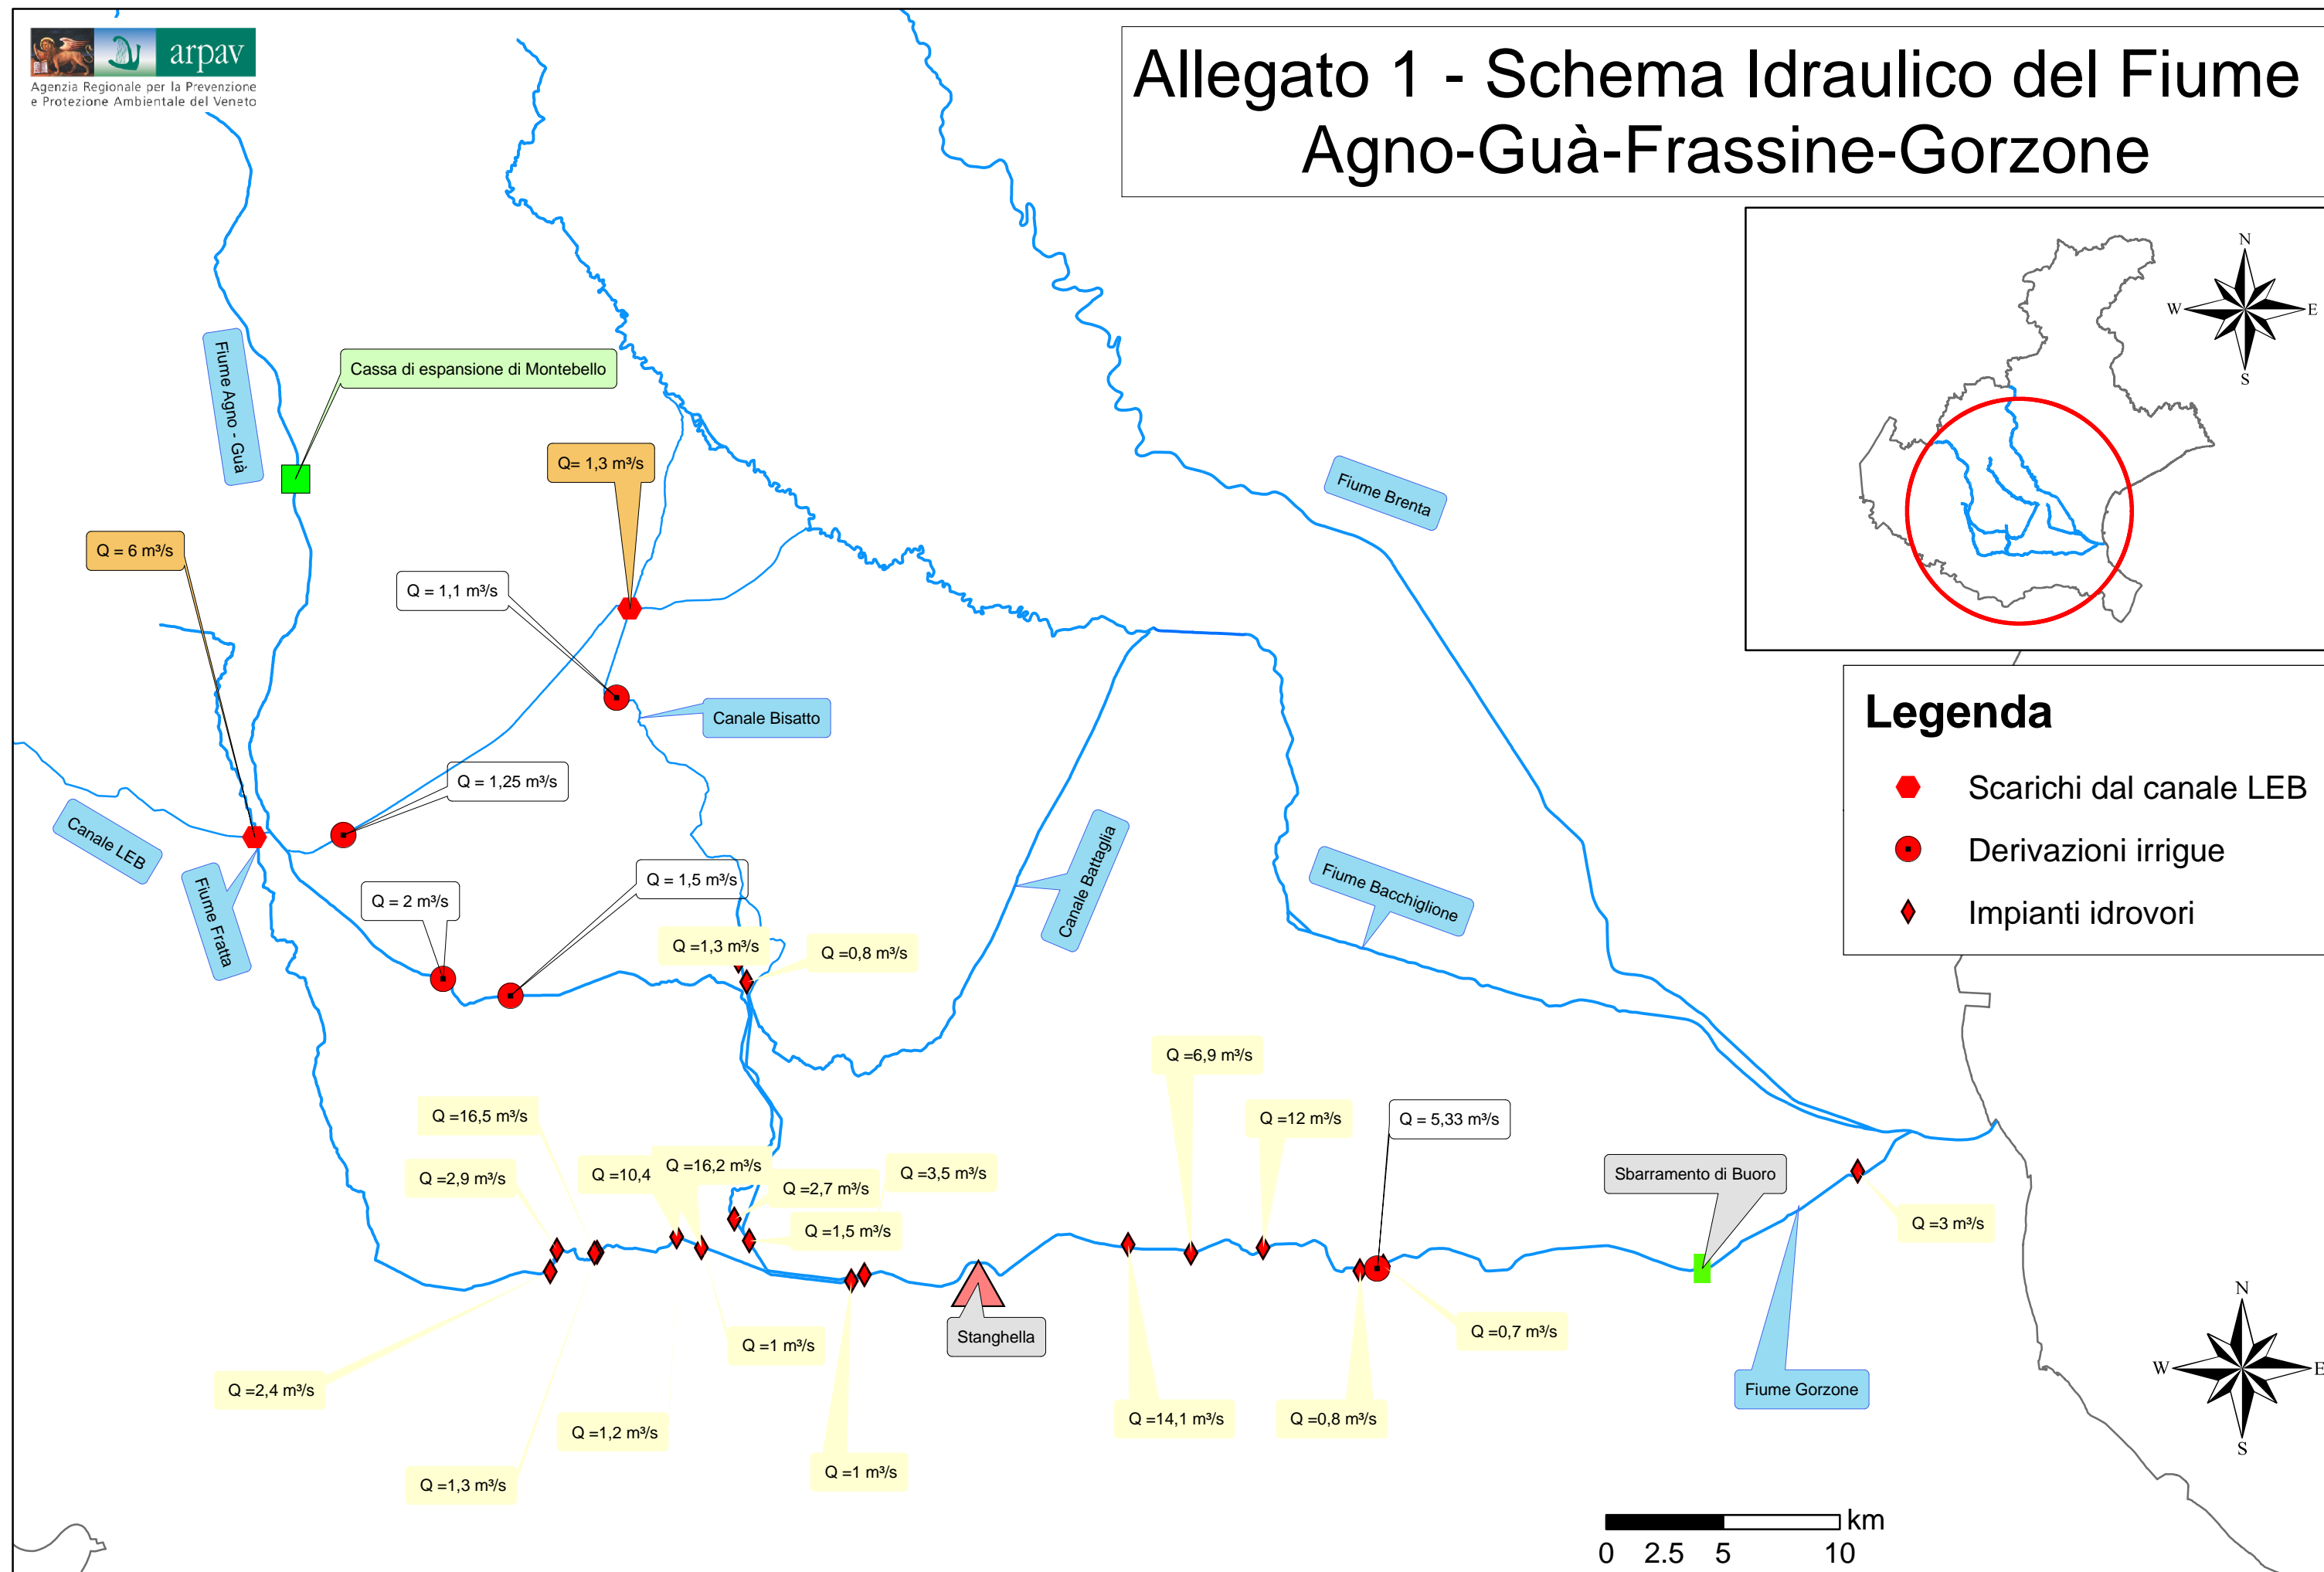 arpav
Agenzia Regionale per la Prevenzione
e Protezione Ambientale del Veneto
Allegato 1 - Schema Idraulico del Fiume
Agno-Guà-Frassine-Gorzone
N
W
E
S
Fiume Agno - Guà
Cassa di espansione di Montebello
Q= 1,3 m³/s
Fiume Brenta
Q = 6 m³/s
Q = 1,1 m³/s
Canale Bisatto
Legenda
Scarichi dal canale LEB
Derivazioni irrigue
Impianti idrovori
Q = 1,25 m³/s
Canale LEB
Fiume Fratta
Q = 2 m³/s
Q = 1,5 m³/s
Canale Battaglia
Fiume Bacchiglione
Q =1,3 m³/s
Q =0,8 m³/s
Q =6,9 m³/s
Q =16,5 m³/s
Q =12 m³/s
Q = 5,33 m³/s
Q =2,9 m³/s
Q =10,4
Q =16,2 m³/s
Q =2,7 m³/s
Q =3,5 m³/s
Sbarramento di Buoro
Q =1,5 m³/s
Q =3 m³/s
Q =1 m³/s
Stanghella
Q =0,7 m³/s
Q =2,4 m³/s
Fiume Gorzone
Q =14,1 m³/s
Q =0,8 m³/s
Q =1,2 m³/s
Q =1 m³/s
Q =1,3 m³/s
N
W
E
S
km
0 2.5 5 10